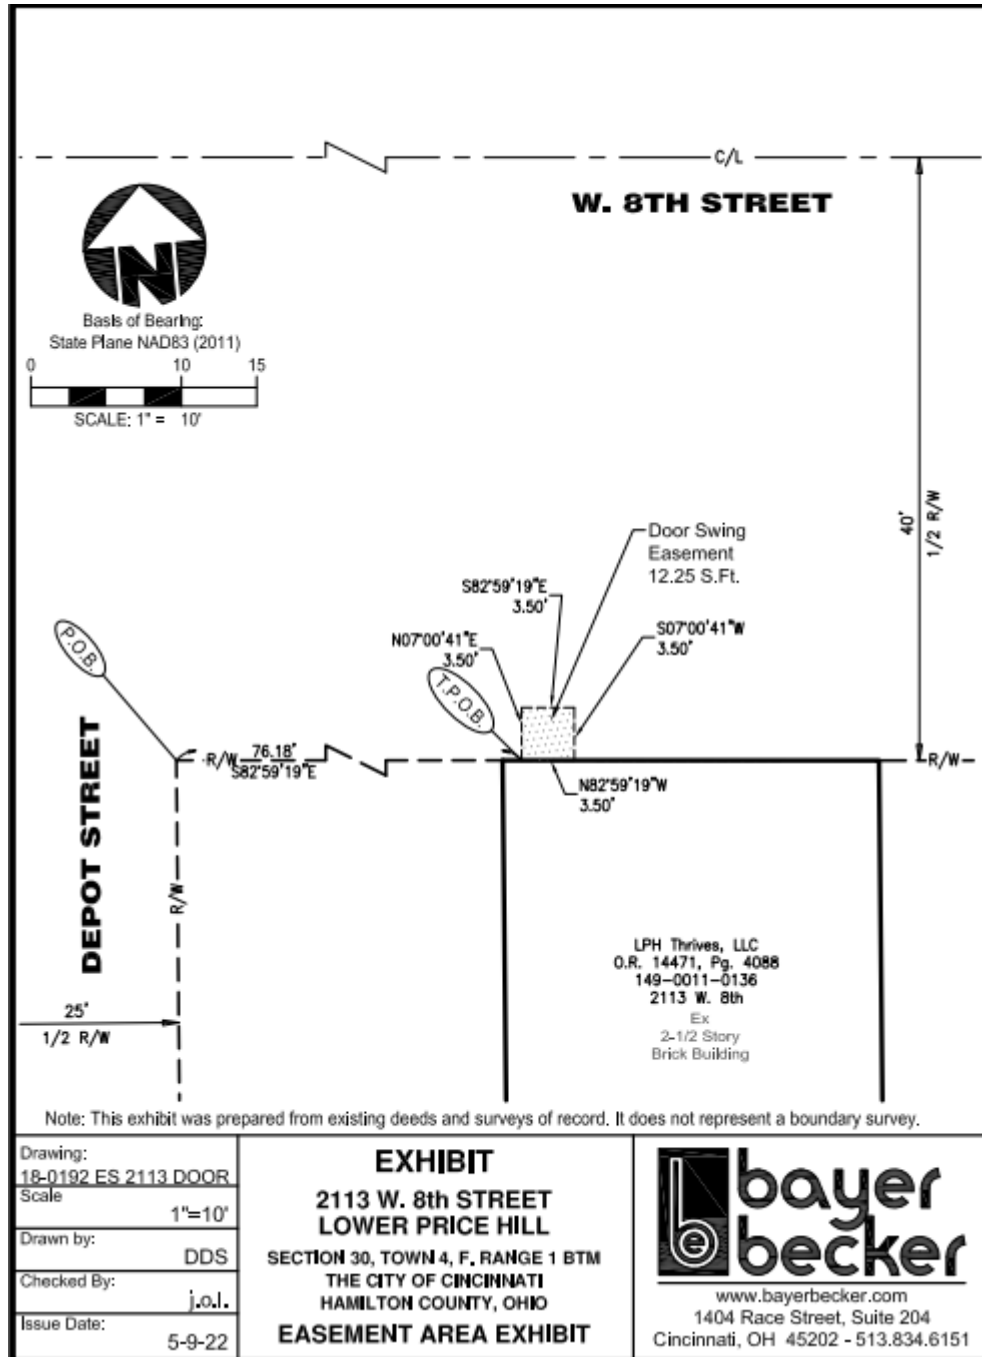 C/L
W. 8TH STREET
N
Basis of Bearing:
State Plane NAD83 (2011)
0 10 15
SCALE: 1" = 10'
40'
1/2 R/W
Door Swing
Easement
12.25 S.Ft.
S82°59'19"E
3.50'
S07°00'41"W
3.50'
N07°00'41"E
3.50'
P.O.B.
T.P.O.B.
R/W
76.18'
S82°59'19"E
R/W
N82°59'19"W
3.50'
DEPOT STREET
R/W
25'
1/2 R/W
LPH Thrives, LLC
O.R. 14471, Pg. 4088
149-0011-0136
2113 W. 8th
Ex
2-1/2 Story
Brick Building
Note: This exhibit was prepared from existing deeds and surveys of record. It does not represent a boundary survey.
Drawing:
18-0192 ES 2113 DOOR
Scale
1"=10'
Drawn by:
DDS
Checked By:
j.o.l.
Issue Date:
5-9-22
EXHIBIT
2113 W. 8th STREET
LOWER PRICE HILL
SECTION 30, TOWN 4, F. RANGE 1 BTM
THE CITY OF CINCINNATI
HAMILTON COUNTY, OHIO
EASEMENT AREA EXHIBIT
be
bayer
becker
www.bayerbecker.com
1404 Race Street, Suite 204
Cincinnati, OH 45202 - 513.834.6151